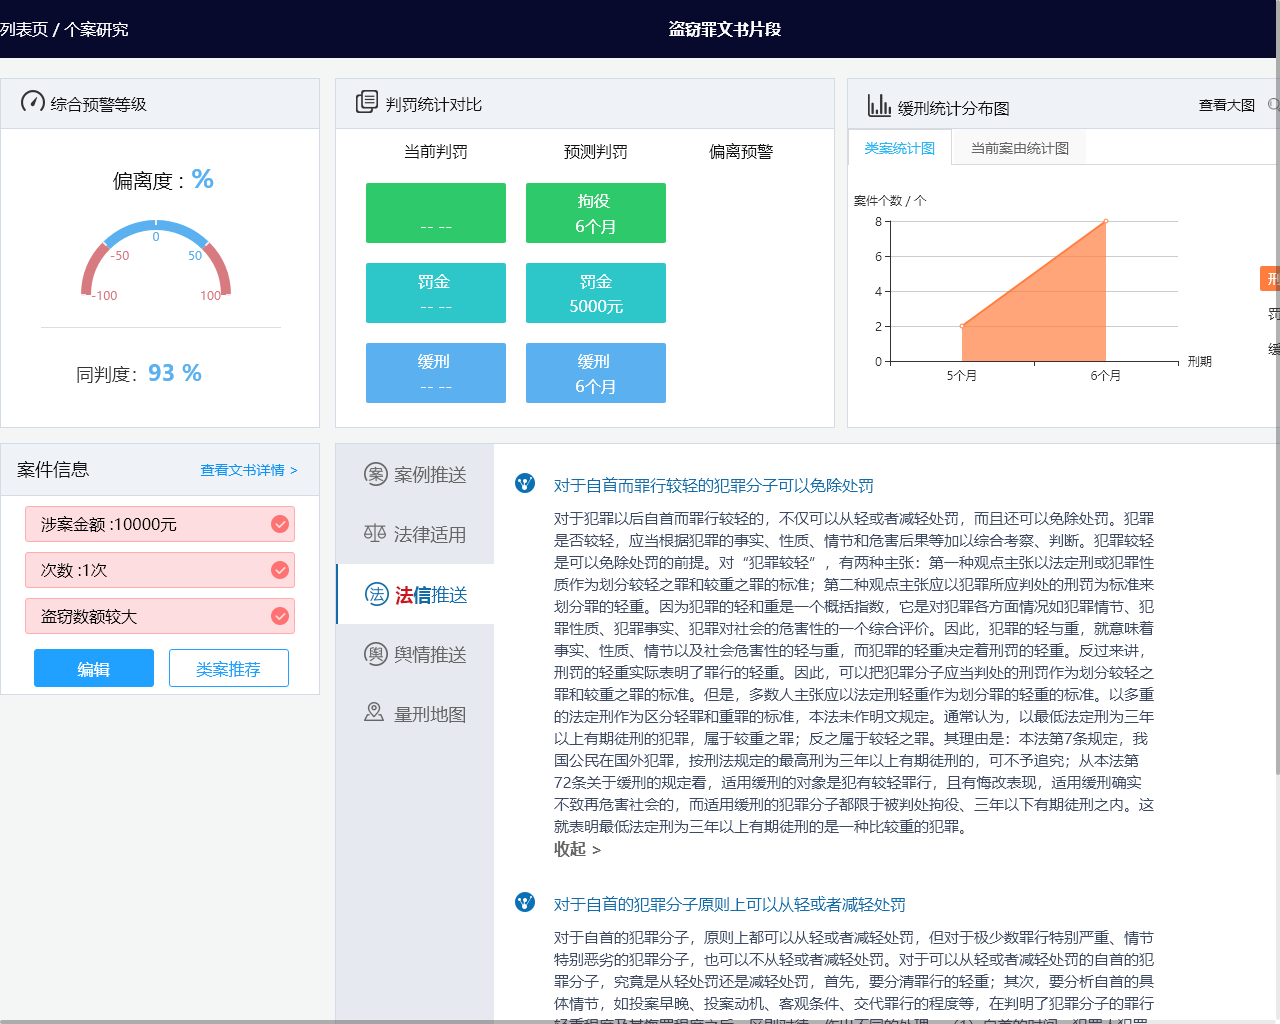 列表页 / 个案研究
盗窃罪文书片段
综合预警等级
偏离度 : %
0
-50
50
-100
100
同判度：93 %
判罚统计对比
当前判罚
预测判罚
偏离预警
-- --
拘役
6个月
罚金
-- --
罚金
5000元
缓刑
-- --
缓刑
6个月
缓刑统计分布图
查看大图
类案统计图
当前案由统计图
案件个数 / 个
8
6
4
2
0
5个月
6个月
刑期
刑
罚
缓
案件信息
查看文书详情 >
涉案金额 :10000元
次数 :1次
盗窃数额较大
编辑
类案推荐
案 案例推送
法律适用
法 法信推送
舆 舆情推送
量刑地图
对于自首而罪行较轻的犯罪分子可以免除处罚
对于犯罪以后自首而罪行较轻的，不仅可以从轻或者减轻处罚，而且还可以免除处罚。犯罪
是否较轻，应当根据犯罪的事实、性质、情节和危害后果等加以综合考察、判断。犯罪较轻
是可以免除处罚的前提。对“犯罪较轻”，有两种主张：第一种观点主张以法定刑或犯罪性
质作为划分较轻之罪和较重之罪的标准；第二种观点主张应以犯罪所应判处的刑罚为标准来
划分罪的轻重。因为犯罪的轻和重是一个概括指数，它是对犯罪各方面情况如犯罪情节、犯
罪性质、犯罪事实、犯罪对社会的危害性的一个综合评价。因此，犯罪的轻与重，就意味着
事实、性质、情节以及社会危害性的轻与重，而犯罪的轻重决定着刑罚的轻重。反过来讲，
刑罚的轻重实际表明了罪行的轻重。因此，可以把犯罪分子应当判处的刑罚作为划分较轻之
罪和较重之罪的标准。但是，多数人主张应以法定刑轻重作为划分罪的轻重的标准。以多重
的法定刑作为区分轻罪和重罪的标准，本法未作明文规定。通常认为，以最低法定刑为三年
以上有期徒刑的犯罪，属于较重之罪；反之属于较轻之罪。其理由是：本法第7条规定，我
国公民在国外犯罪，按刑法规定的最高刑为三年以上有期徒刑的，可不予追究；从本法第
72条关于缓刑的规定看，适用缓刑的对象是犯有较轻罪行，且有悔改表现，适用缓刑确实
不致再危害社会的，而适用缓刑的犯罪分子都限于被判处拘役、三年以下有期徒刑之内。这
就表明最低法定刑为三年以上有期徒刑的是一种比较重的犯罪。
收起 >
对于自首的犯罪分子原则上可以从轻或者减轻处罚
对于自首的犯罪分子，原则上都可以从轻或者减轻处罚，但对于极少数罪行特别严重、情节
特别恶劣的犯罪分子，也可以不从轻或者减轻处罚。对于可以从轻或者减轻处罚的自首的犯
罪分子，究竟是从轻处罚还是减轻处罚，首先，要分清罪行的轻重；其次，要分析自首的具
体情节，如投案早晚、投案动机、客观条件、交代罪行的程度等，在判明了犯罪分子的罪行